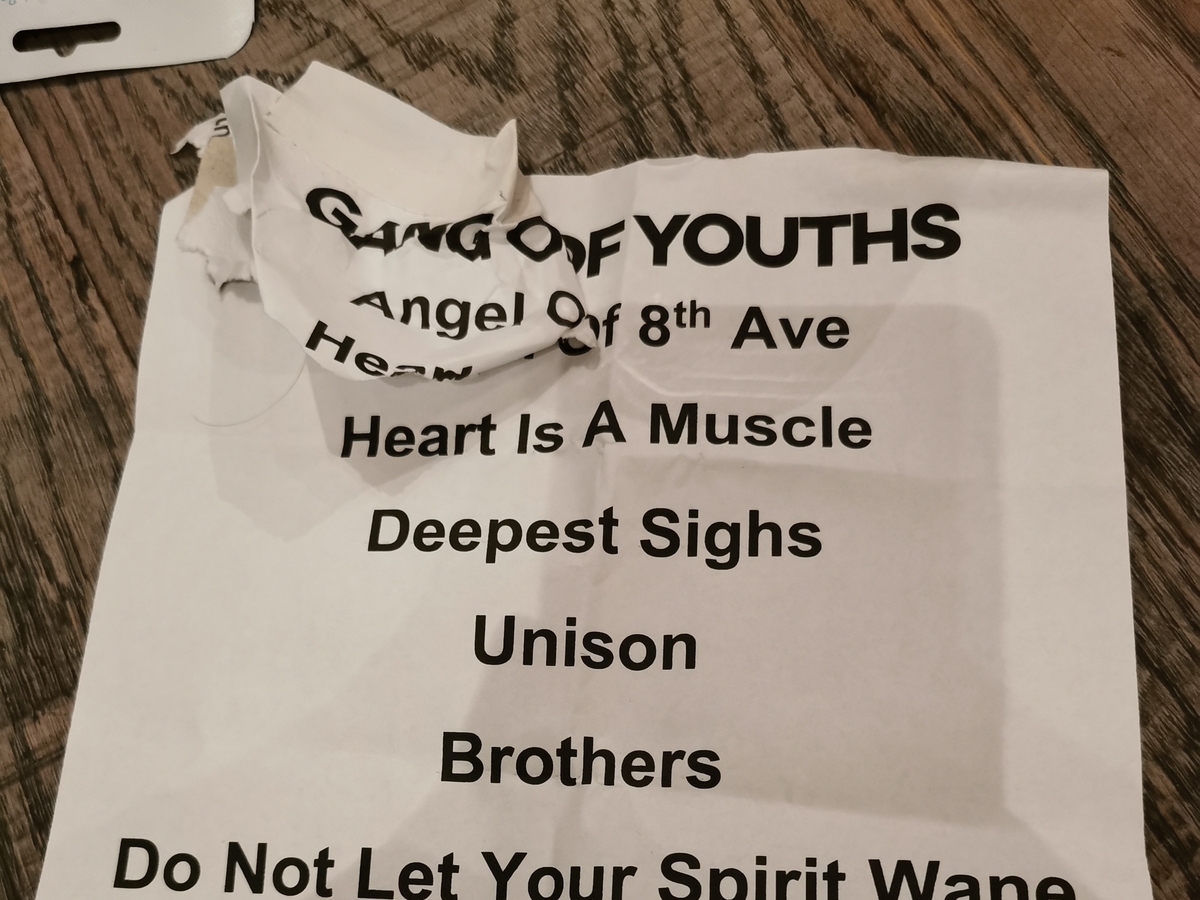 GANG OF YOUTHS
Angel Of 8th Ave
Heart Is A Muscle
Deepest Sighs
Unison
Brothers
Do Not Let Your Spirit Wane